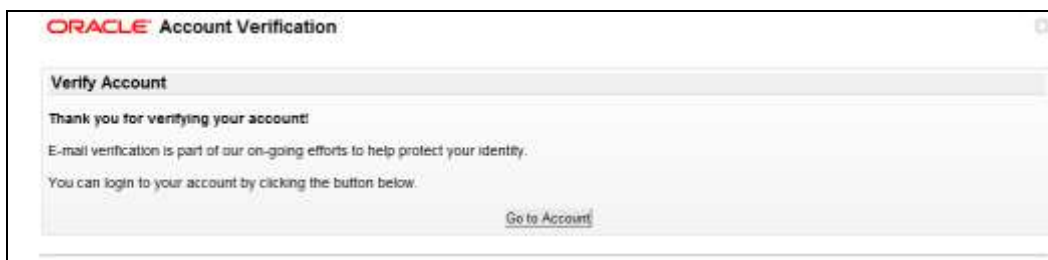 ORACLE Account Verification
Verify Account
Thank you for verifying your account!
E-mail verification is part of our on-going efforts to help protect your identity.
You can login to your account by clicking the button below.
Go to Account